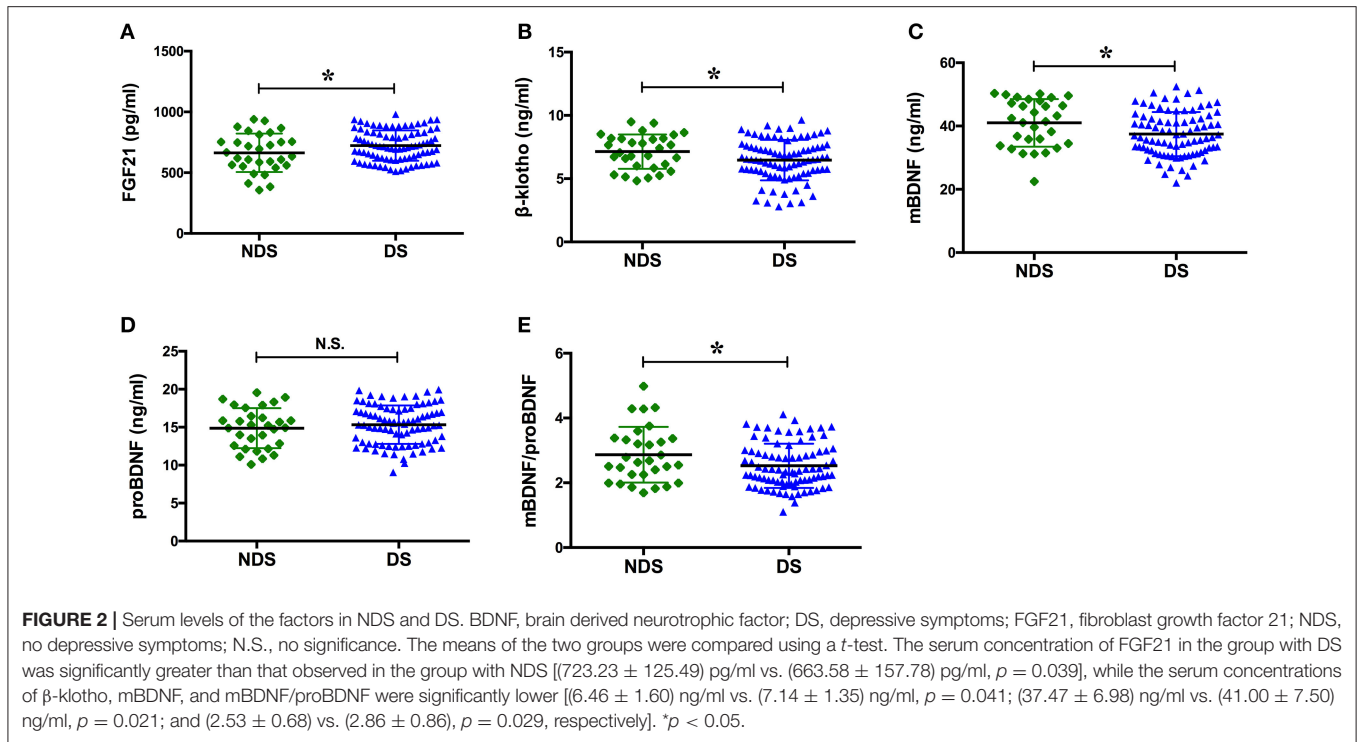 A
1500
1000
500
0
FGF21 (pg/ml)
*
NDS DS
B
15
10
5
0
β-klotho (ng/ml)
*
NDS DS
C
60
40
20
0
mBDNF (ng/ml)
*
NDS DS
D
25
20
15
10
5
0
proBDNF (ng/ml)
N.S.
NDS DS
E
6
4
2
0
mBDNF/proBDNF
*
NDS DS
FIGURE 2 | Serum levels of the factors in NDS and DS. BDNF, brain derived neurotrophic factor; DS, depressive symptoms; FGF21, fibroblast growth factor 21; NDS,
no depressive symptoms; N.S., no significance. The means of the two groups were compared using a t-test. The serum concentration of FGF21 in the group with DS
was significantly greater than that observed in the group with NDS [(723.23 ± 125.49) pg/ml vs. (663.58 ± 157.78) pg/ml, p = 0.039], while the serum concentrations
of β-klotho, mBDNF, and mBDNF/proBDNF were significantly lower [(6.46 ± 1.60) ng/ml vs. (7.14 ± 1.35) ng/ml, p = 0.041; (37.47 ± 6.98) ng/ml vs. (41.00 ± 7.50)
ng/ml, p = 0.021; and (2.53 ± 0.68) vs. (2.86 ± 0.86), p = 0.029, respectively]. *p < 0.05.